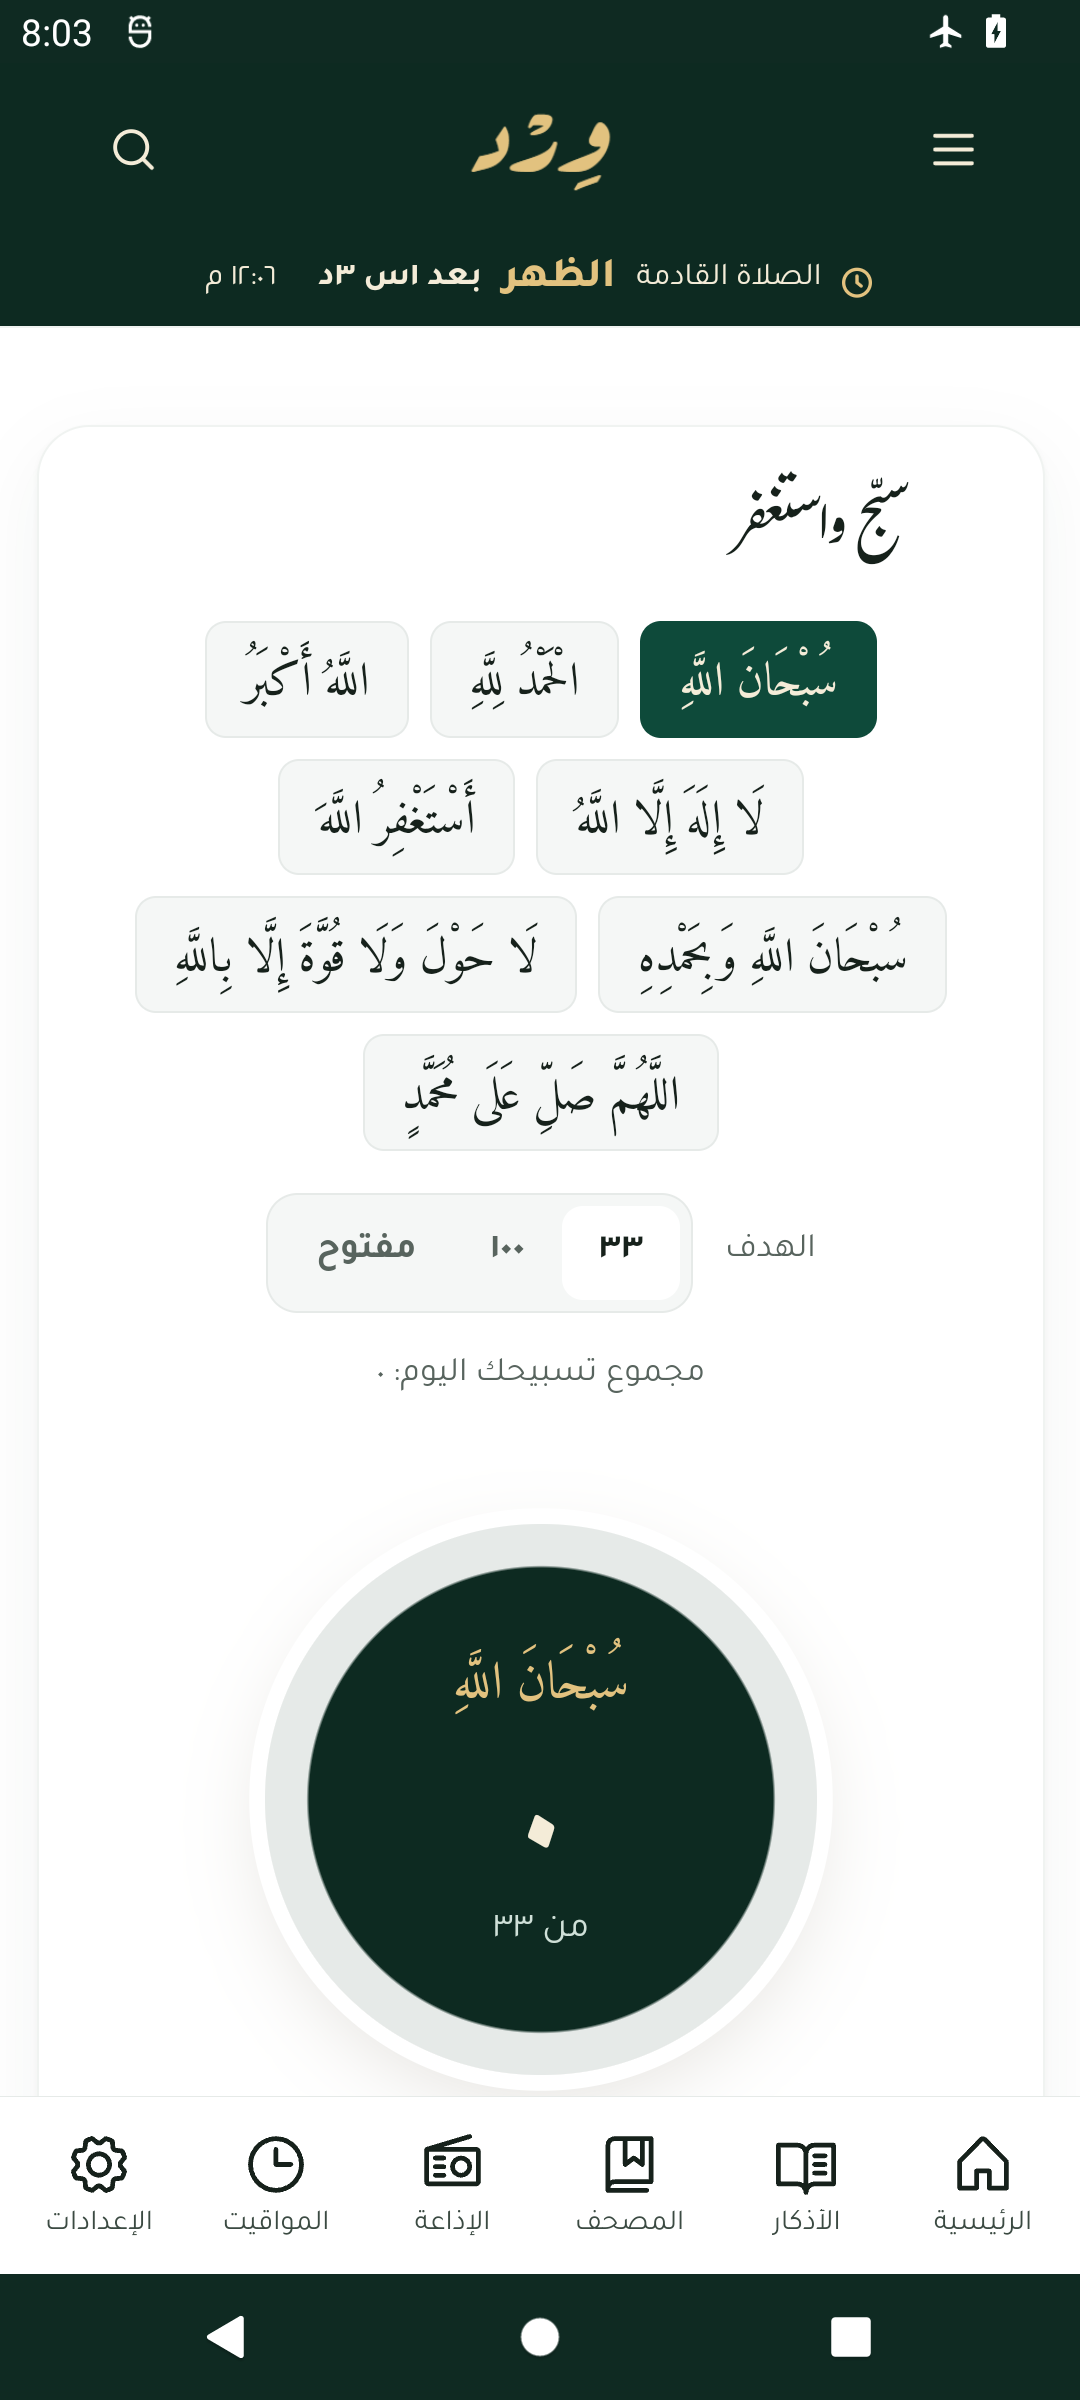 8:03
وِرْد
الصلاة القادمة الظهر بعد ٤س ٣د ١٢:٠٦ م
سبّح واستغفر
سُبْحَانَ اللَّهِ الْحَمْدُ لِلَّهِ اللَّهُ أَكْبَرُ
لَا إِلَهَ إِلَّا اللَّهُ أَسْتَغْفِرُ اللَّهَ
سُبْحَانَ اللَّهِ وَبِحَمْدِهِ لَا حَوْلَ وَلَا قُوَّةَ إِلَّا بِاللَّهِ
اللَّهُمَّ صَلِّ عَلَى مُحَمَّدٍ
الهدف ٣٣ ١٠٠ مفتوح
مجموع تسبيحك اليوم: ٠
سُبْحَانَ اللَّهِ
٠
من ٣٣
الرئيسية الأذكار المصحف الإذاعة المواقيت الإعدادات